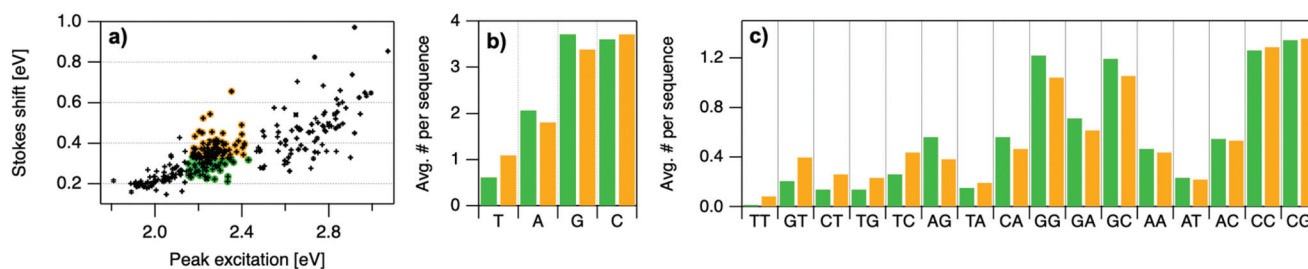 a)
Stokes shift [eV]
1.0
0.8
0.6
0.4
0.2
2.0 2.4 2.8
Peak excitation [eV]
b)
Avg. # per sequence
4
3
2
1
0
T A G C
c)
Avg. # per sequence
1.2
0.8
0.4
0.0
TT GT CT TG TC AG TA CA GG GA GC AA AT AC CC CG